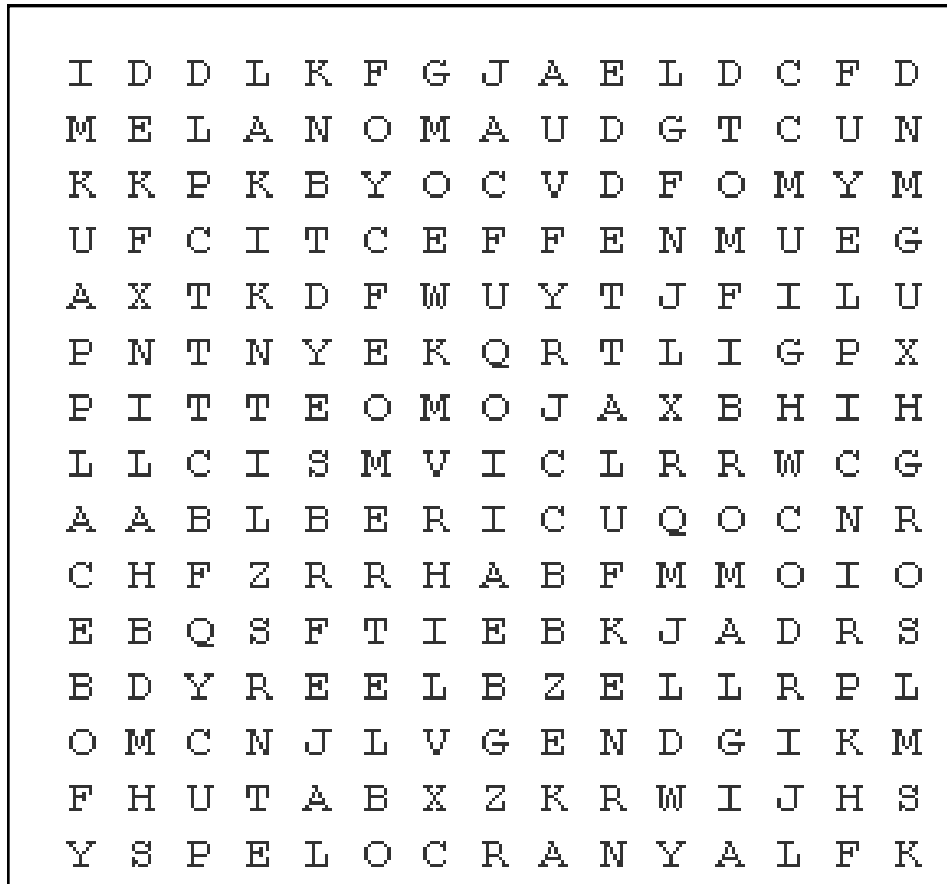 I D D L K F G J A E L D C F D
M E L A N O M A U D G T C U N
K K P K B Y O C V D F O M Y M
U F C I T C E F F E N M U E G
A X T K D F W U Y T J F I L U
P N T N Y E K Q R T L I G P X
P I T T E O M O J A X B H I H
L L C I S M V I C L R R W C G
A A B L B E R I C U Q O C N R
C H F Z R R H A B F M M O I O
E B Q S F T I E B K J A D R S
B D Y R E E L B Z E L L R P L
O M C N J L V G E N D G I K M
F H U T A B X Z K R W I J H S
Y S P E L O C R A N Y A L F K